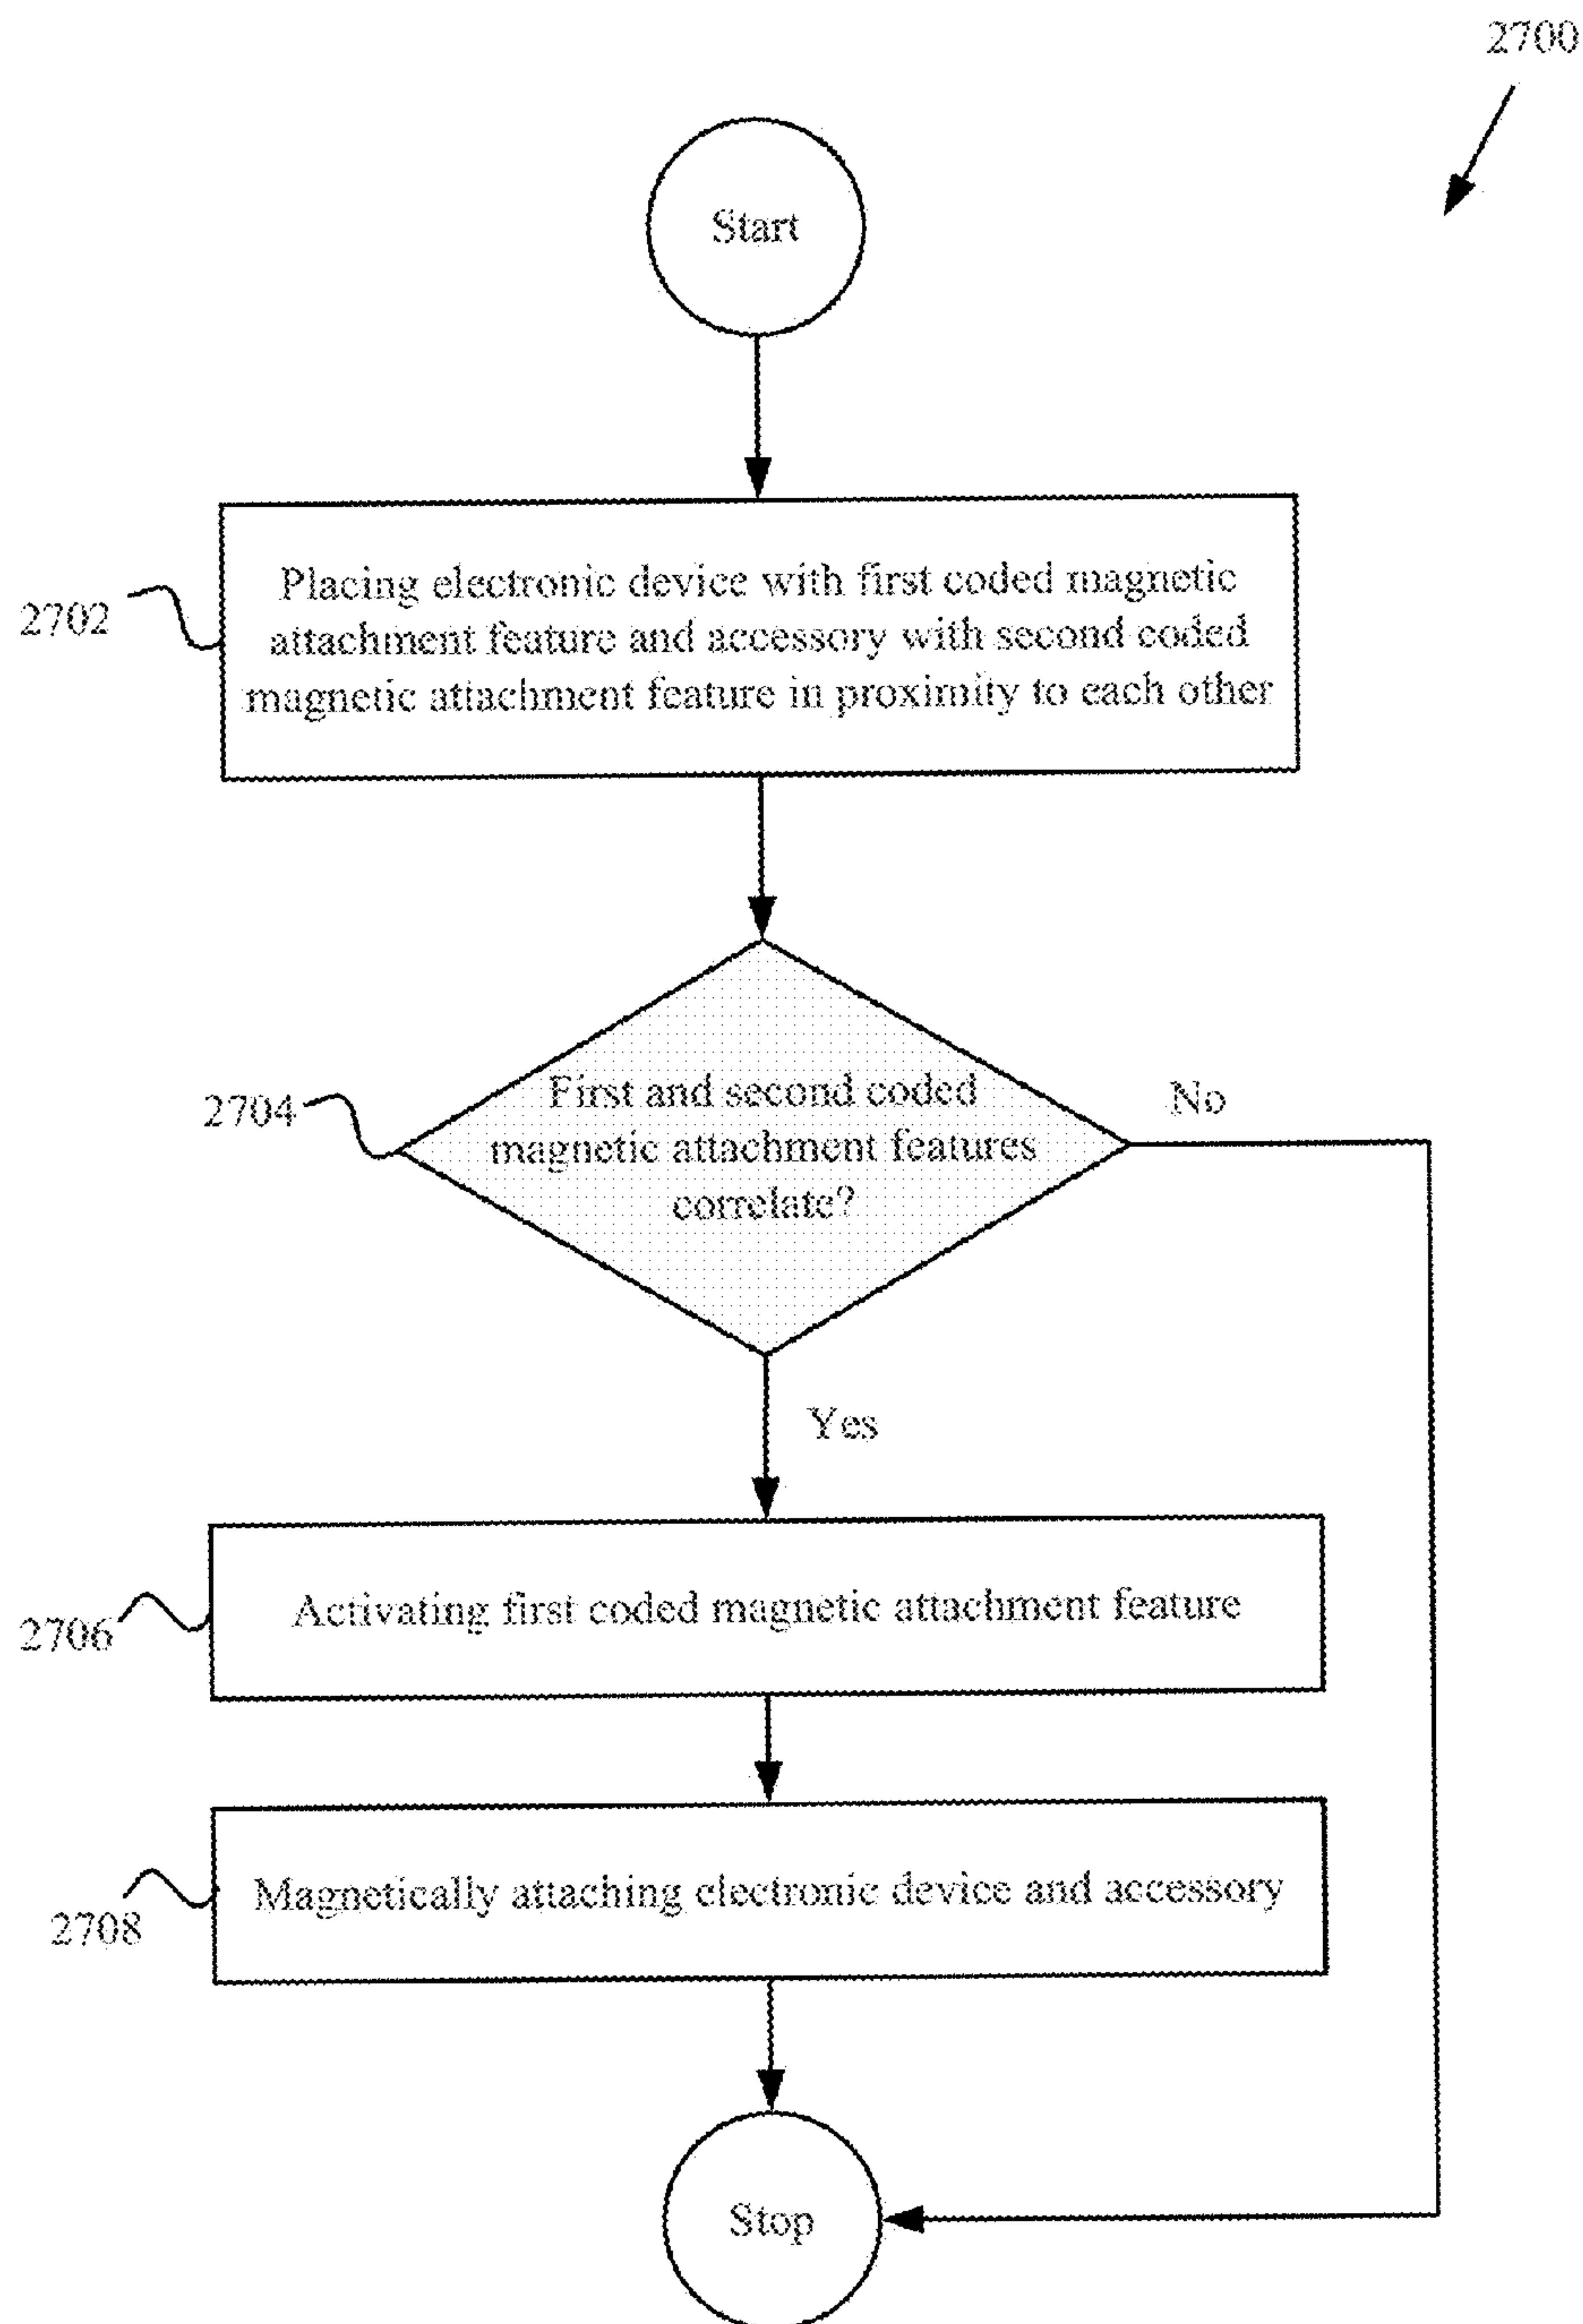 2700
Start
2702
Placing electronic device with first coded magnetic
attachment feature and accessory with second coded
magnetic attachment feature in proximity to each other
2704
First and second coded
magnetic attachment features
correlate?
No
Yes
2706
Activating first coded magnetic attachment feature
2708
Magnetically attaching electronic device and accessory
Stop